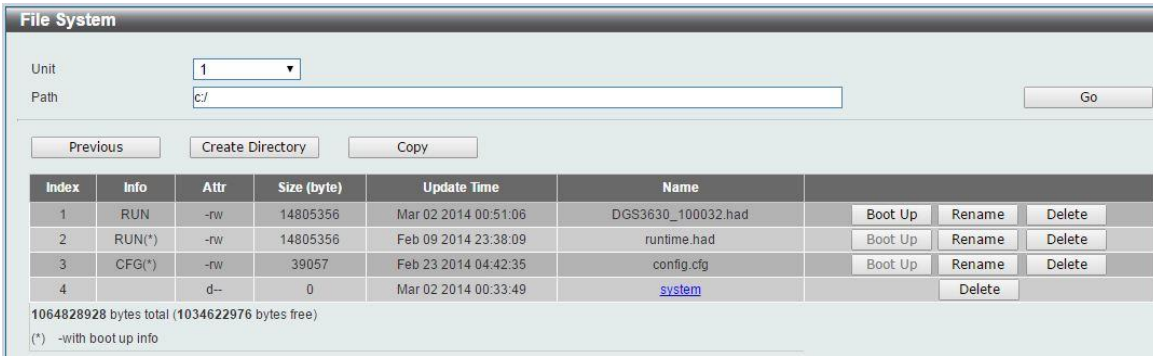 File System
Unit 1
Path c:/ Go
Previous Create Directory Copy
Index Info Attr Size (byte) Update Time Name
1 RUN -rw 14805356 Mar 02 2014 00:51:06 DGS3630_100032.had Boot Up Rename Delete
2 RUN(*) -rw 14805356 Feb 09 2014 23:38:09 runtime.had Boot Up Rename Delete
3 CFG(*) -rw 39057 Feb 23 2014 04:42:35 config.cfg Boot Up Rename Delete
4 d-- 0 Mar 02 2014 00:33:49 system Delete
1064828928 bytes total (1034622976 bytes free)
(*) -with boot up info